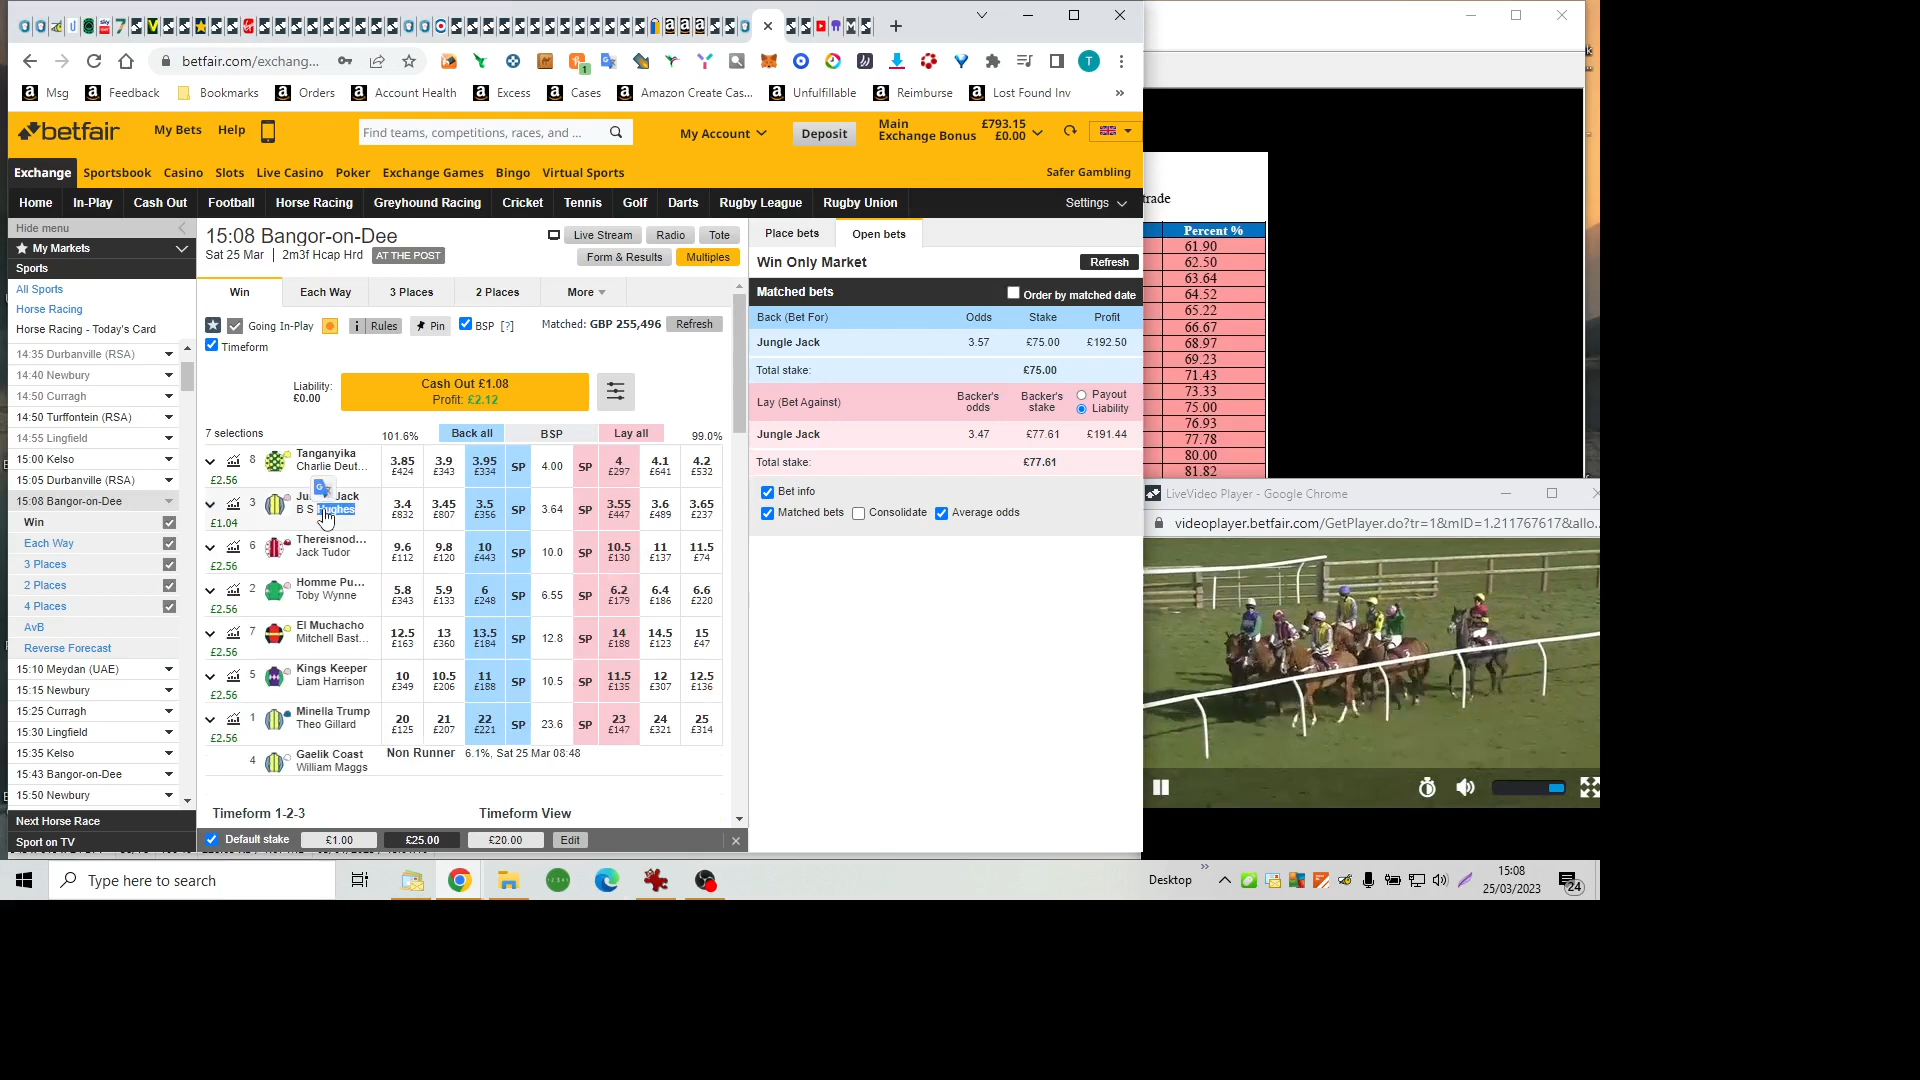 betfair.com/exchang...
1
T
Msg Feedback Bookmarks Orders Account Health Excess Cases Amazon Create Cas... Unfulfillable Reimburse Lost Found Inv »
betfair My Bets Help Find teams, competitions, races, and ... My Account Deposit Main £793.15
Exchange Bonus £0.00
Exchange Sportsbook Casino Slots Live Casino Poker Exchange Games Bingo Virtual Sports Safer Gambling
Home In-Play Cash Out Football Horse Racing Greyhound Racing Cricket Tennis Golf Darts Rugby League Rugby Union Settings
Hide menu
My Markets
Sports
All Sports
Horse Racing
Horse Racing - Today's Card
14:35 Durbanville (RSA)
14:40 Newbury
14:50 Curragh
14:50 Turffontein (RSA)
14:55 Lingfield
15:00 Kelso
15:05 Durbanville (RSA)
15:08 Bangor-on-Dee
Win
Each Way
3 Places
2 Places
4 Places
AvB
Reverse Forecast
15:10 Meydan (UAE)
15:15 Newbury
15:25 Curragh
15:30 Lingfield
15:35 Kelso
15:43 Bangor-on-Dee
15:50 Newbury
Next Horse Race
Sport on TV
15:08 Bangor-on-Dee Live Stream Radio Tote
Sat 25 Mar 2m3f Hcap Hrd AT THE POST Form & Results Multiples
Win Each Way 3 Places 2 Places More
Going In-Play i Rules Pin BSP [?] Matched: GBP 255,496 Refresh
Timeform
Liability: £0.00 Cash Out £1.08
Profit: £2.12
7 selections 101.6% Back all BSP Lay all 99.0%
8 Tanganyika 3.85 3.9 3.95 SP 4.00 SP 4 4.1 4.2
Charlie Deut... £424 £343 £334 £297 £641 £532
£2.56
3 Ju Jack 3.4 3.45 3.5 SP 3.64 SP 3.55 3.6 3.65
B S Hughes £832 £807 £356 £447 £489 £237
£1.04
6 Thereisnod... 9.6 9.8 10 SP 10.0 SP 10.5 11 11.5
Jack Tudor £112 £120 £443 £130 £137 £74
£2.56
2 Homme Pu... 5.8 5.9 6 SP 6.55 SP 6.2 6.4 6.6
Toby Wynne £343 £133 £248 £179 £186 £220
£2.56
7 El Muchacho 12.5 13 13.5 SP 12.8 SP 14 14.5 15
Mitchell Bast... £163 £360 £184 £188 £123 £47
£2.56
5 Kings Keeper 10 10.5 11 SP 10.5 SP 11.5 12 12.5
Liam Harrison £349 £206 £188 £135 £307 £136
£2.56
1 Minella Trump 20 21 22 SP 23.6 SP 23 24 25
Theo Gillard £125 £207 £221 £147 £321 £314
£2.56
4 Gaelik Coast Non Runner 6.1%, Sat 25 Mar 08:48
William Maggs
Timeform 1-2-3 Timeform View
Default stake £1.00 £25.00 £20.00 Edit
Place bets Open bets
Win Only Market Refresh
Matched bets Order by matched date
Back (Bet For) Odds Stake Profit
Jungle Jack 3.57 £75.00 £192.50
Total stake: £75.00
Lay (Bet Against) Backer's odds Backer's stake Payout
Liability
Jungle Jack 3.47 £77.61 £191.44
Total stake: £77.61
Bet info
Matched bets Consolidate Average odds
trade
Percent %
61.90
62.50
63.64
64.52
65.22
66.67
68.97
69.23
71.43
73.33
75.00
76.93
77.78
80.00
81.82
LiveVideo Player - Google Chrome
videoplayer.betfair.com/GetPlayer.do?tr=1&mID=1.211767617&allo...
Type here to search Desktop » 15:08
25/03/2023 24